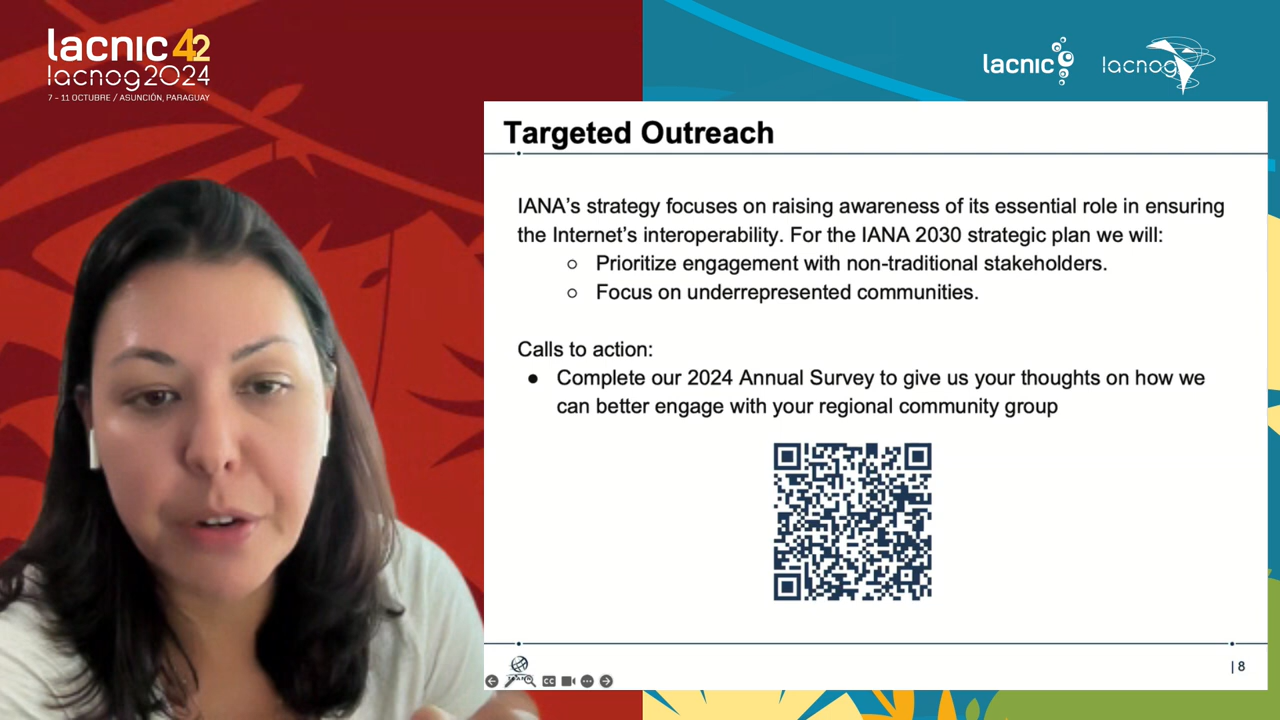 lacnic 42
lacnog2024
7 - 11 OCTUBRE / ASUNCIÓN, PARAGUAY
lacnic
lacnog
Targeted Outreach
IANA's strategy focuses on raising awareness of its essential role in ensuring
the Internet's interoperability. For the IANA 2030 strategic plan we will:
○ Prioritize engagement with non-traditional stakeholders.
○ Focus on underrepresented communities.
Calls to action:
● Complete our 2024 Annual Survey to give us your thoughts on how we
can better engage with your regional community group
CC
| 8